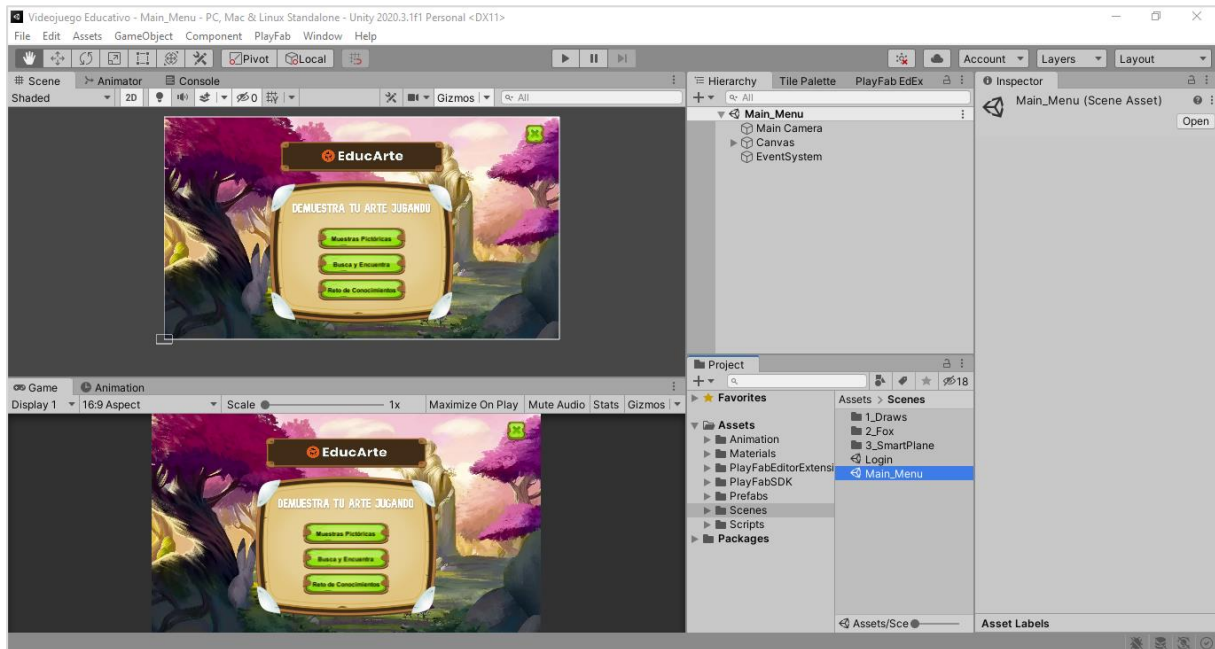 Videojuego Educativo - Main_Menu - PC, Mac & Linux Standalone - Unity 2020.3.1f1 Personal <DX11>
File Edit Assets GameObject Component PlayFab Window Help
Pivot Local Account Layers Layout
Scene Animator Console
Shaded 2D 0 Gizmos All
EducArte
DEMUESTRA TU ARTE JUGANDO
Muestras Pictóricas
Busca y Encuentra
Reto de Conocimientos
Game Animation
Display 1 16:9 Aspect Scale 1x Maximize On Play Mute Audio Stats Gizmos
EducArte
DEMUESTRA TU ARTE JUGANDO
Muestras Pictóricas
Busca y Encuentra
Reto de Conocimientos
Hierarchy Tile Palette PlayFab EdEx
All
Main_Menu
Main Camera
Canvas
EventSystem
Project
18
Favorites
Assets
Animation
Materials
PlayFabEditorExtensi
PlayFabSDK
Prefabs
Scenes
Scripts
Packages
Assets > Scenes
1_Draws
2_Fox
3_SmartPlane
Login
Main_Menu
Assets/Sce
Inspector
Main_Menu (Scene Asset)
Open
Asset Labels